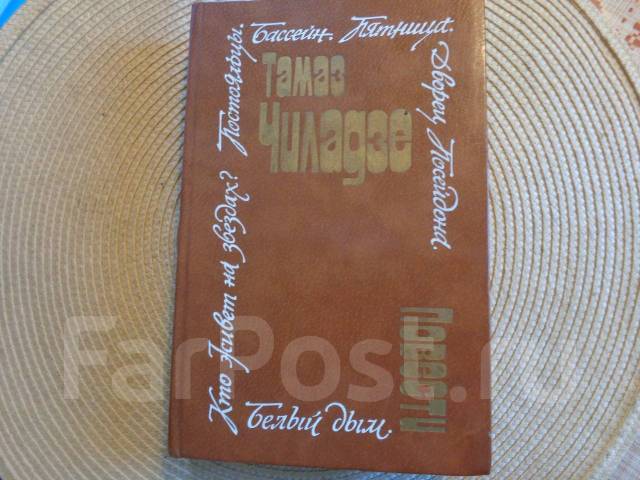 Бассейн. Пятница.
Тамаз
Чиладзе
Дворец Посейдона.
Постояльцы.
Кто живет на звездах?
Белый дым.
Повести
FarPost.ru